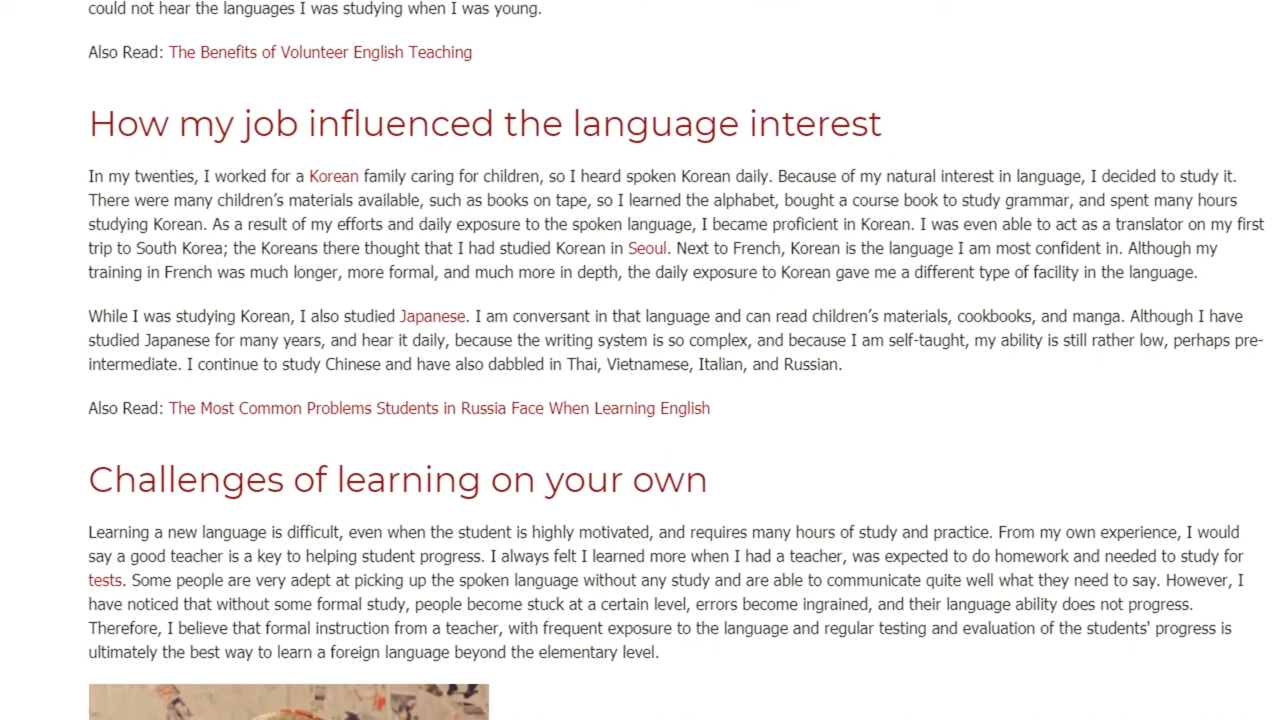 could not hear the languages I was studying when I was young.
Also Read: The Benefits of Volunteer English Teaching
How my job influenced the language interest
In my twenties, I worked for a Korean family caring for children, so I heard spoken Korean daily. Because of my natural interest in language, I decided to study it.
There were many children’s materials available, such as books on tape, so I learned the alphabet, bought a course book to study grammar, and spent many hours
studying Korean. As a result of my efforts and daily exposure to the spoken language, I became proficient in Korean. I was even able to act as a translator on my first
trip to South Korea; the Koreans there thought that I had studied Korean in Seoul. Next to French, Korean is the language I am most confident in. Although my
training in French was much longer, more formal, and much more in depth, the daily exposure to Korean gave me a different type of facility in the language.
While I was studying Korean, I also studied Japanese. I am conversant in that language and can read children’s materials, cookbooks, and manga. Although I have
studied Japanese for many years, and hear it daily, because the writing system is so complex, and because I am self-taught, my ability is still rather low, perhaps pre-
intermediate. I continue to study Chinese and have also dabbled in Thai, Vietnamese, Italian, and Russian.
Also Read: The Most Common Problems Students in Russia Face When Learning English
Challenges of learning on your own
Learning a new language is difficult, even when the student is highly motivated, and requires many hours of study and practice. From my own experience, I would
say a good teacher is a key to helping student progress. I always felt I learned more when I had a teacher, was expected to do homework and needed to study for
tests. Some people are very adept at picking up the spoken language without any study and are able to communicate quite well what they need to say. However, I
have noticed that without some formal study, people become stuck at a certain level, errors become ingrained, and their language ability does not progress.
Therefore, I believe that formal instruction from a teacher, with frequent exposure to the language and regular testing and evaluation of the students' progress is
ultimately the best way to learn a foreign language beyond the elementary level.